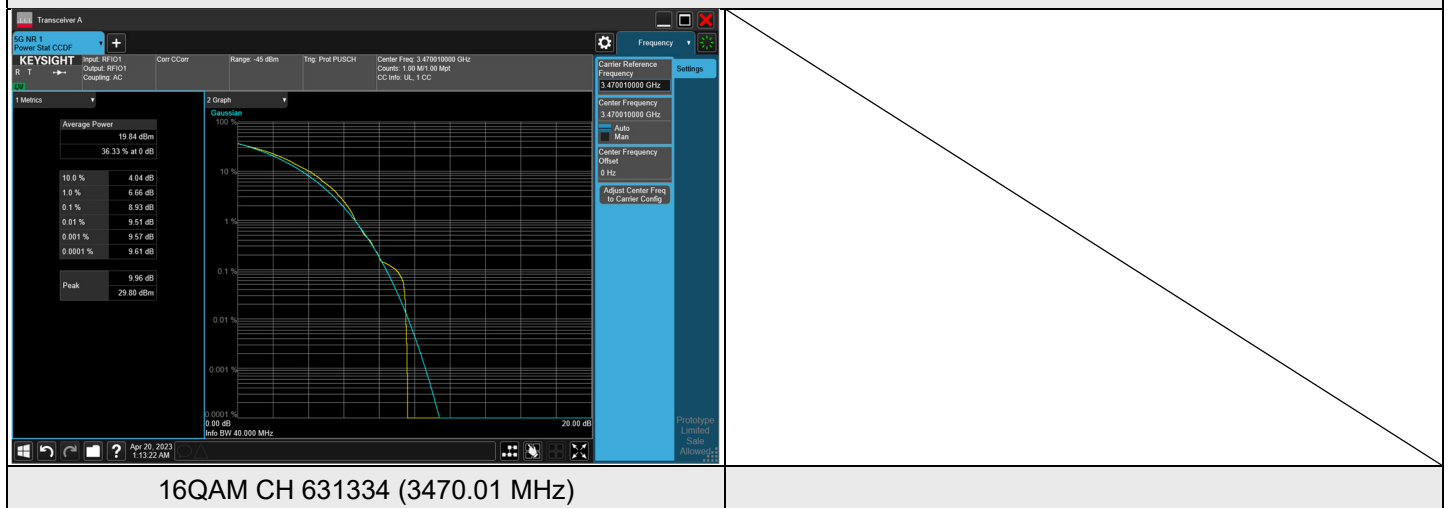 Transceiver A
5G NR 1
Power Stat CCDF
+
Frequency
KEYSIGHT
R T
LXI
Input: RFIO1
Output: RFIO1
Coupling: AC
Corr CCorr
Range: -45 dBm
Trig: Prot PUSCH
Center Freq: 3.470010000 GHz
Counts: 1.00 M/1.00 Mpt
CC Info: UL, 1 CC
1 Metrics
Average Power
19.84 dBm
36.33 % at 0 dB
10.0 % 4.04 dB
1.0 % 6.66 dB
0.1 % 8.93 dB
0.01 % 9.51 dB
0.001 % 9.57 dB
0.0001 % 9.61 dB
Peak
9.96 dB
29.80 dBm
2 Graph
Gaussian
100 %
10 %
1 %
0.1 %
0.01 %
0.001 %
0.0001 %
0.00 dB 20.00 dB
Info BW 40.000 MHz
Carrier Reference
Frequency
3.470010000 GHz
Center Frequency
3.470010000 GHz
Auto
Man
Center Frequency
Offset
0 Hz
Adjust Center Freq
to Carrier Config
Settings
Prototype
Limited
Sale
Allowed
?
Apr 20, 2023
1:13:22 AM
16QAM CH 631334 (3470.01 MHz)